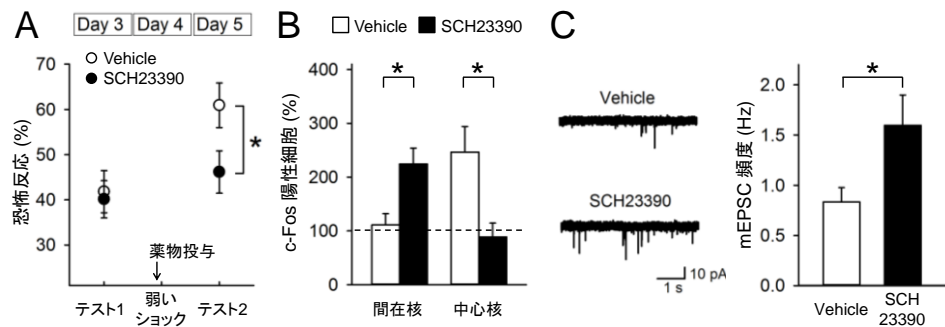 A
Day 3 Day 4 Day 5
Vehicle
SCH23390
恐怖反応 (%)
70
60
50
40
30
*
薬物投与
テスト1
弱い
ショック
テスト2
B
Vehicle SCH23390
c-Fos 陽性細胞 (%)
400
300
200
100
0
* *
間在核 中心核
C
Vehicle
SCH23390
10 pA
1 s
mEPSC 頻度 (Hz)
2.0
1.5
1.0
0.5
0.0
*
Vehicle
SCH
23390